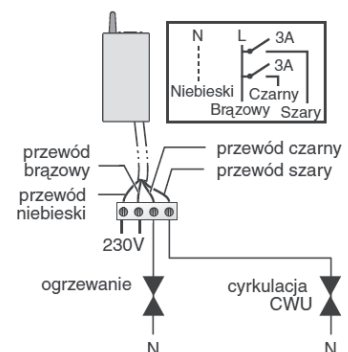 N L 3A
3A
Niebieski Czarny
Brązowy Szary
przewód
brązowy
przewód
niebieski
przewód czarny
przewód szary
230V
ogrzewanie
cyrkulacja
CWU
N N